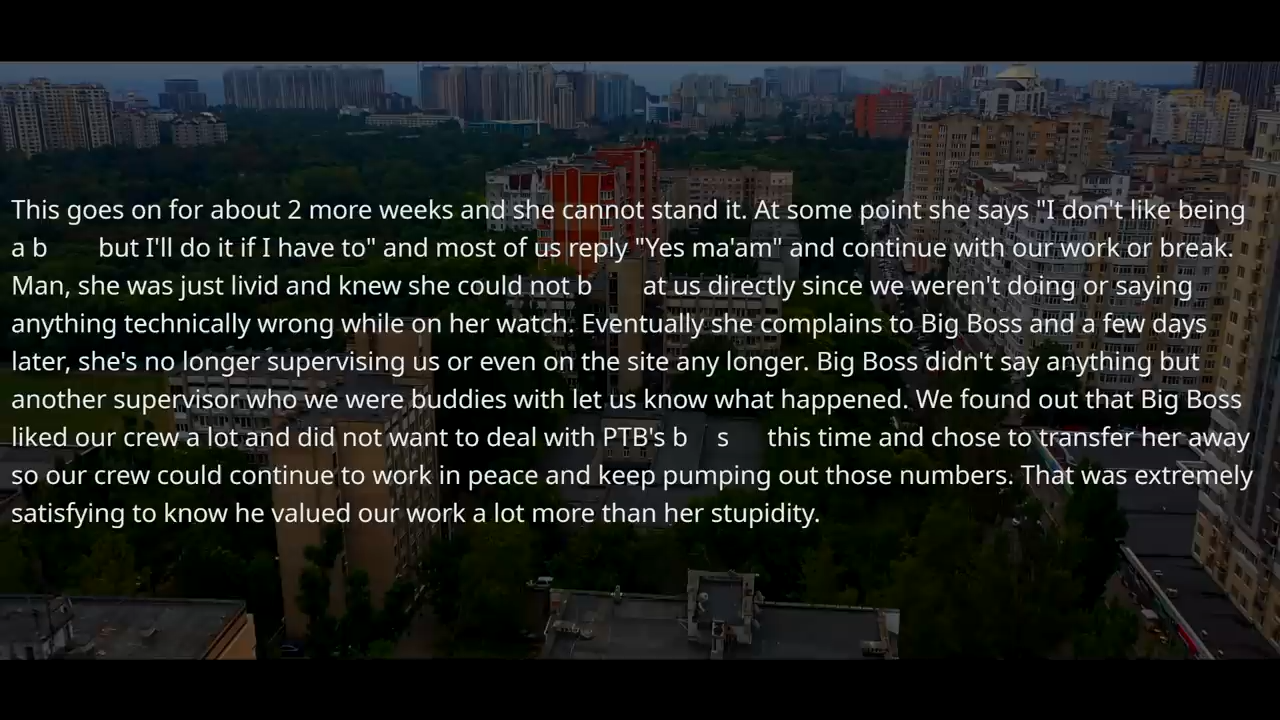 This goes on for about 2 more weeks and she cannot stand it. At some point she says "I don't like being
a b but I'll do it if I have to" and most of us reply "Yes ma'am" and continue with our work or break.
Man, she was just livid and knew she could not b at us directly since we weren't doing or saying
anything technically wrong while on her watch. Eventually she complains to Big Boss and a few days
later, she's no longer supervising us or even on the site any longer. Big Boss didn't say anything but
another supervisor who we were buddies with let us know what happened. We found out that Big Boss
liked our crew a lot and did not want to deal with PTB's b s this time and chose to transfer her away
so our crew could continue to work in peace and keep pumping out those numbers. That was extremely
satisfying to know he valued our work a lot more than her stupidity.